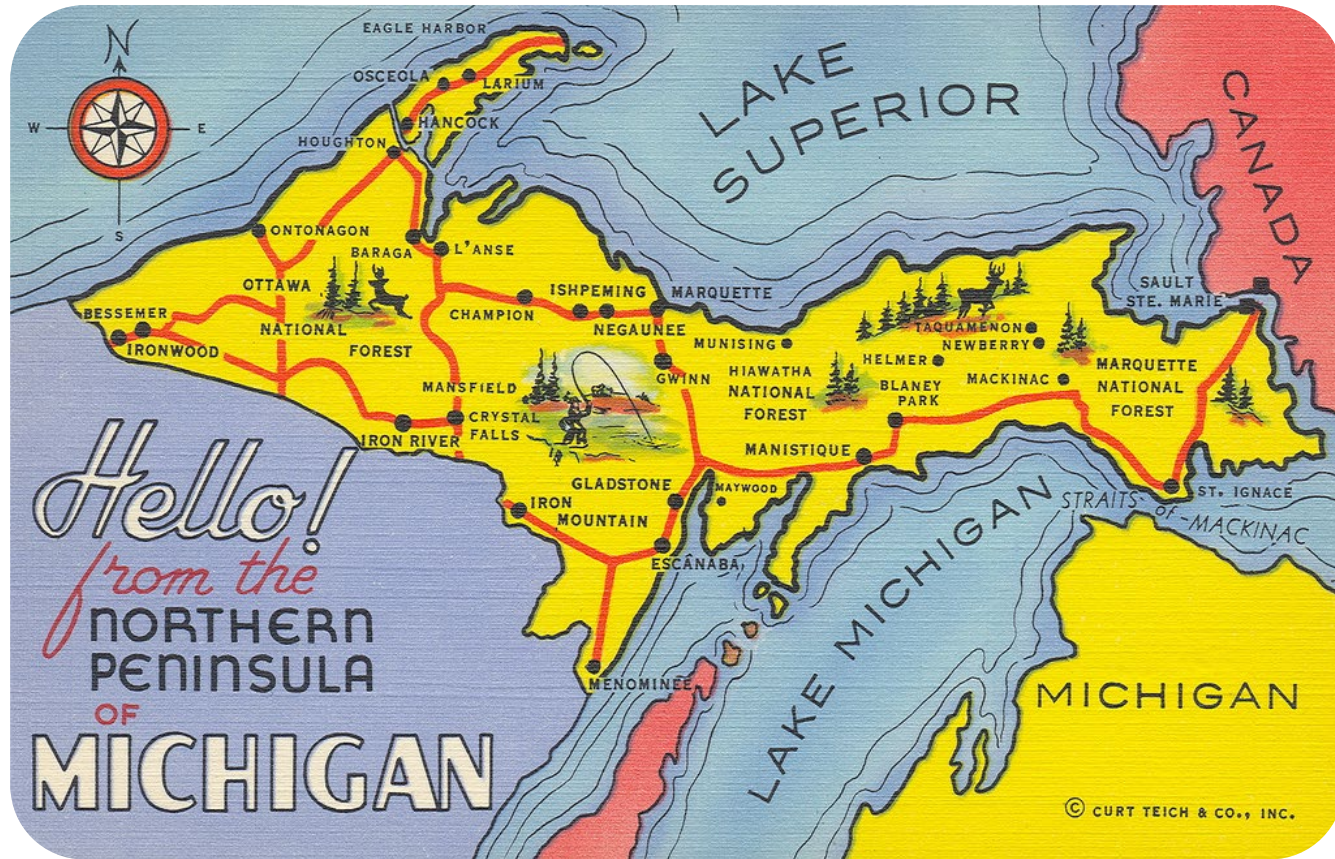 N
W
E
S
EAGLE HARBOR
OSCEOLA
LARIUM
HANCOCK
HOUGHTON
LAKE
SUPERIOR
CANADA
ONTONAGON
BARAGA
L'ANSE
OTTAWA
NATIONAL
FOREST
BESSEMER
IRONWOOD
ISHPEMING
MARQUETTE
CHAMPION
NEGAUNEE
MUNISING
GWINN
SAULT
STE. MARIE
TAQUAMENON
NEWBERRY
HELMER
MACKINAC
BLANEY
PARK
HIAWATHA
NATIONAL
FOREST
MARQUETTE
NATIONAL
FOREST
MANSFIELD
CRYSTAL
FALLS
IRON RIVER
MANISTIQUE
GLADSTONE
MAYWOOD
IRON
MOUNTAIN
ESCANABA
MENOMINEE
ST. IGNACE
STRAITS of MACKINAC
LAKE MICHIGAN
MICHIGAN
Hello!
from the
NORTHERN
PENINSULA
OF
MICHIGAN
© CURT TEICH & CO., INC.